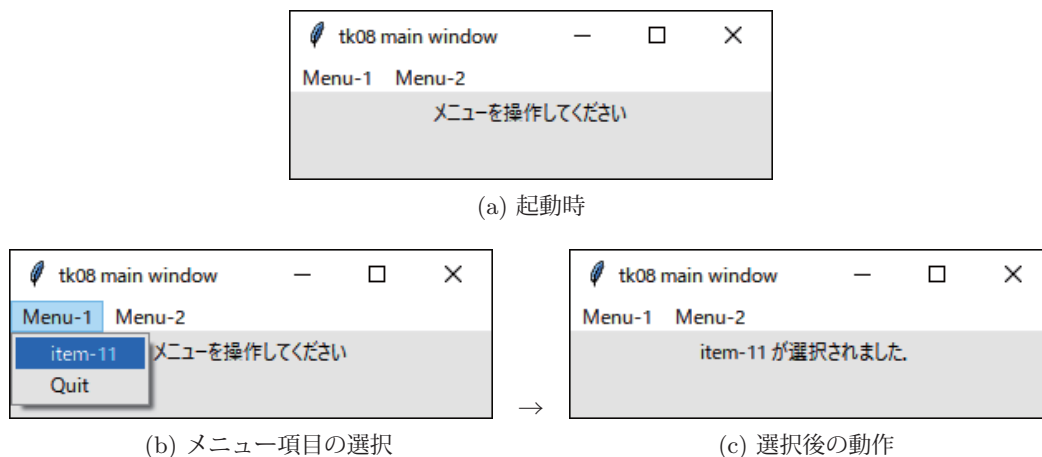 tk08 main window
Menu-1 Menu-2
メニューを操作してください
(a) 起動時
tk08 main window
Menu-1 Menu-2
item-11 メニューを操作してください
Quit
→
(b) メニュー項目の選択
tk08 main window
Menu-1 Menu-2
item-11 が選択されました.
(c) 選択後の動作